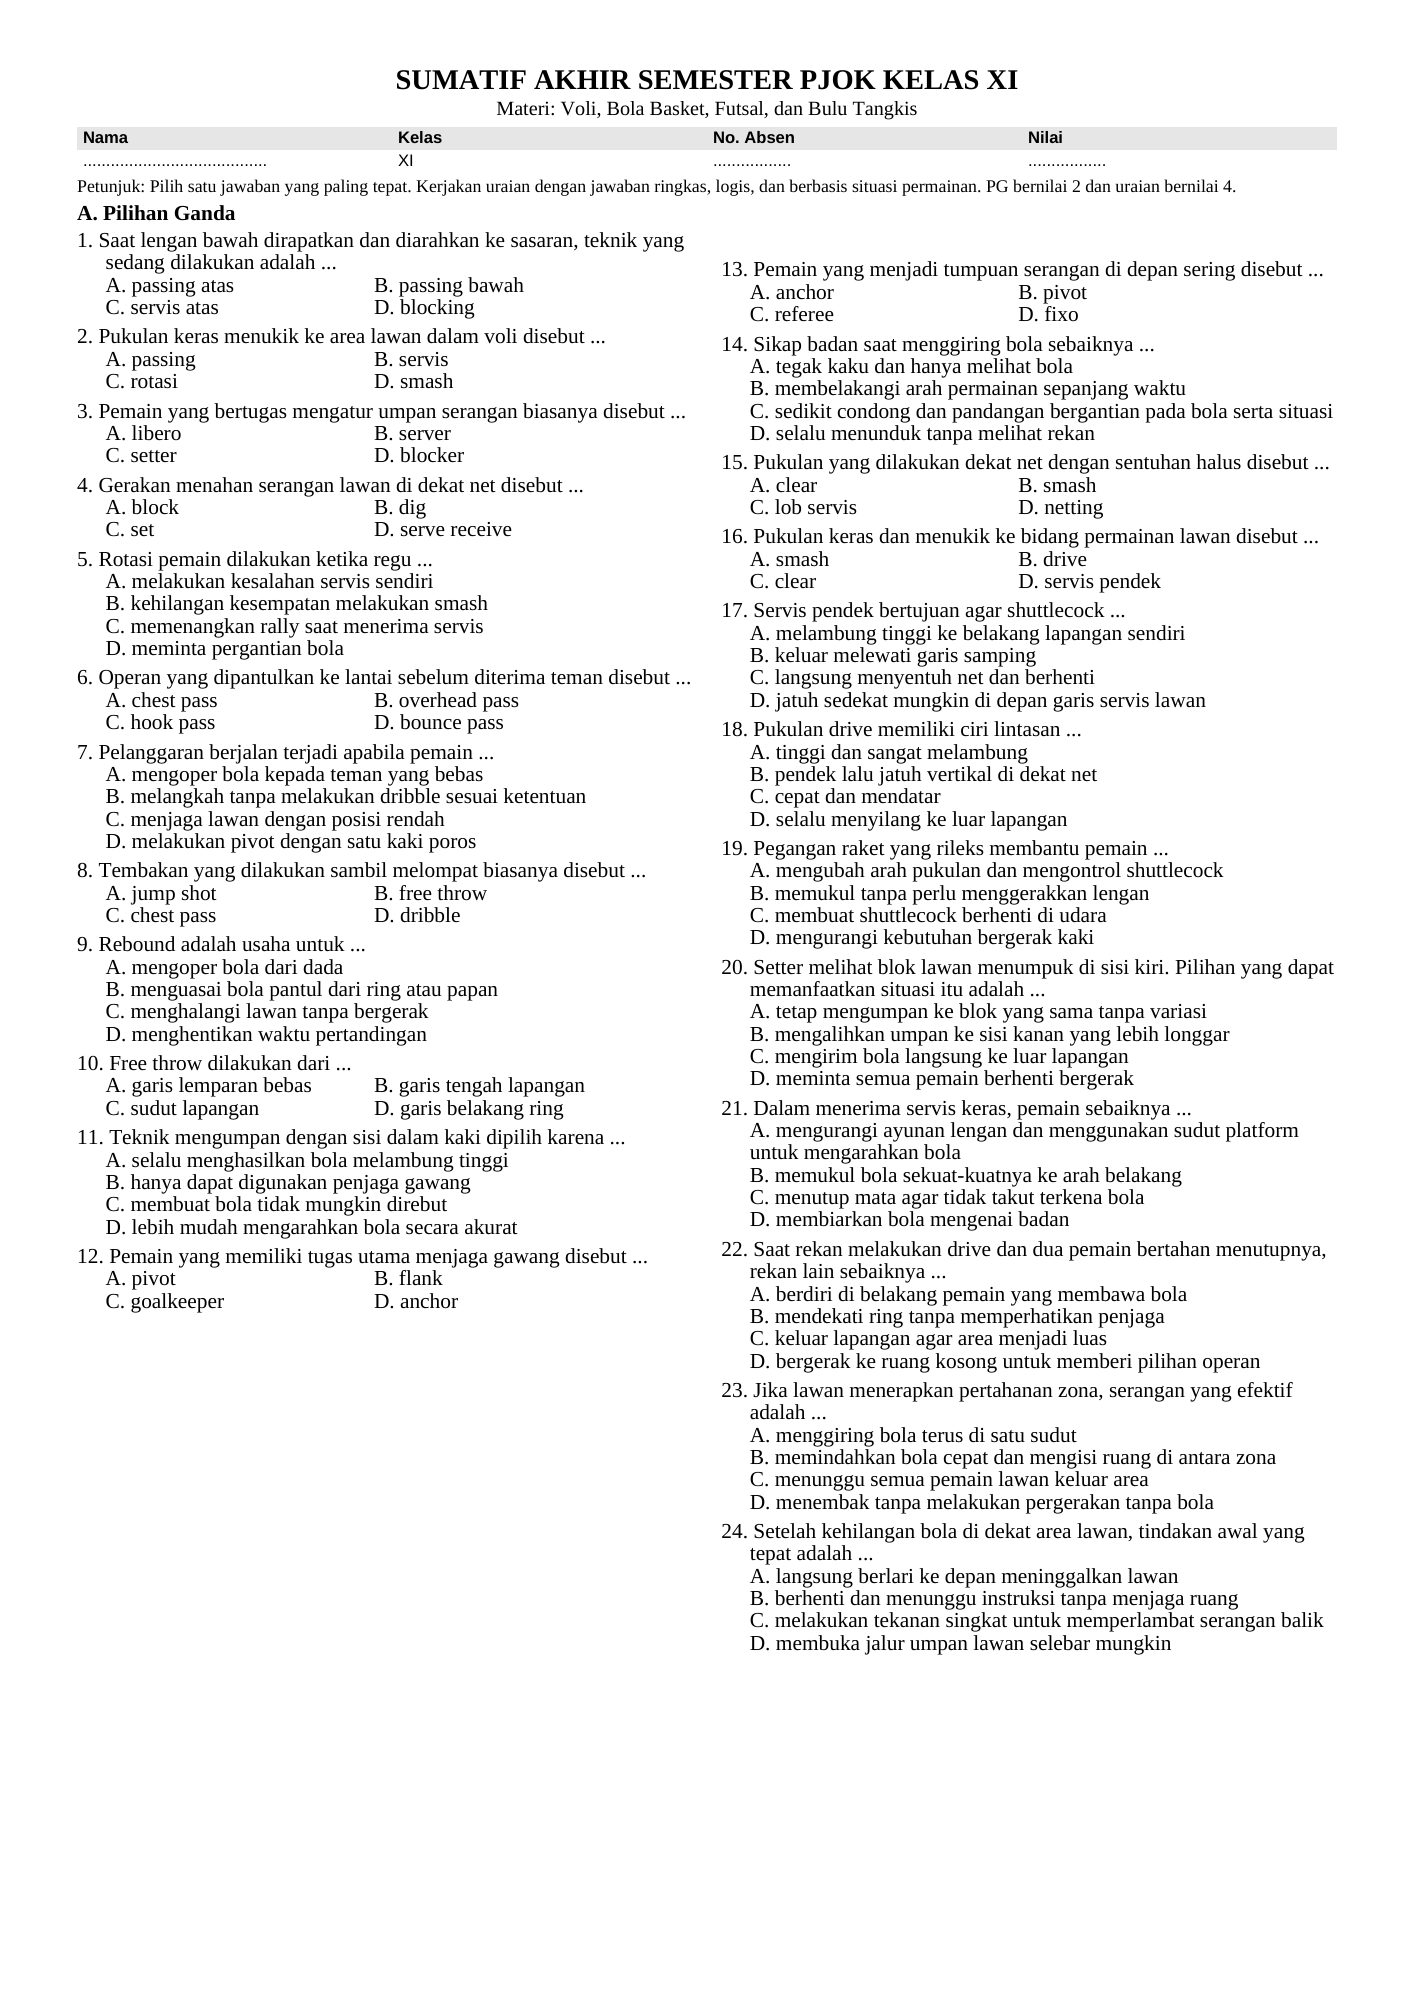 SUMATIF AKHIR SEMESTER PJOK KELAS XI
Materi: Voli, Bola Basket, Futsal, dan Bulu Tangkis
Nama Kelas No. Absen Nilai
........................................ XI ................. .................
Petunjuk: Pilih satu jawaban yang paling tepat. Kerjakan uraian dengan jawaban ringkas, logis, dan berbasis situasi permainan. PG bernilai 2 dan uraian bernilai 4.
A. Pilihan Ganda
1. Saat lengan bawah dirapatkan dan diarahkan ke sasaran, teknik yang
sedang dilakukan adalah ...
A. passing atas B. passing bawah
C. servis atas D. blocking
2. Pukulan keras menukik ke area lawan dalam voli disebut ...
A. passing B. servis
C. rotasi D. smash
3. Pemain yang bertugas mengatur umpan serangan biasanya disebut ...
A. libero B. server
C. setter D. blocker
4. Gerakan menahan serangan lawan di dekat net disebut ...
A. block B. dig
C. set D. serve receive
5. Rotasi pemain dilakukan ketika regu ...
A. melakukan kesalahan servis sendiri
B. kehilangan kesempatan melakukan smash
C. memenangkan rally saat menerima servis
D. meminta pergantian bola
6. Operan yang dipantulkan ke lantai sebelum diterima teman disebut ...
A. chest pass B. overhead pass
C. hook pass D. bounce pass
7. Pelanggaran berjalan terjadi apabila pemain ...
A. mengoper bola kepada teman yang bebas
B. melangkah tanpa melakukan dribble sesuai ketentuan
C. menjaga lawan dengan posisi rendah
D. melakukan pivot dengan satu kaki poros
8. Tembakan yang dilakukan sambil melompat biasanya disebut ...
A. jump shot B. free throw
C. chest pass D. dribble
9. Rebound adalah usaha untuk ...
A. mengoper bola dari dada
B. menguasai bola pantul dari ring atau papan
C. menghalangi lawan tanpa bergerak
D. menghentikan waktu pertandingan
10. Free throw dilakukan dari ...
A. garis lemparan bebas B. garis tengah lapangan
C. sudut lapangan D. garis belakang ring
11. Teknik mengumpan dengan sisi dalam kaki dipilih karena ...
A. selalu menghasilkan bola melambung tinggi
B. hanya dapat digunakan penjaga gawang
C. membuat bola tidak mungkin direbut
D. lebih mudah mengarahkan bola secara akurat
12. Pemain yang memiliki tugas utama menjaga gawang disebut ...
A. pivot B. flank
C. goalkeeper D. anchor
13. Pemain yang menjadi tumpuan serangan di depan sering disebut ...
A. anchor B. pivot
C. referee D. fixo
14. Sikap badan saat menggiring bola sebaiknya ...
A. tegak kaku dan hanya melihat bola
B. membelakangi arah permainan sepanjang waktu
C. sedikit condong dan pandangan bergantian pada bola serta situasi
D. selalu menunduk tanpa melihat rekan
15. Pukulan yang dilakukan dekat net dengan sentuhan halus disebut ...
A. clear B. smash
C. lob servis D. netting
16. Pukulan keras dan menukik ke bidang permainan lawan disebut ...
A. smash B. drive
C. clear D. servis pendek
17. Servis pendek bertujuan agar shuttlecock ...
A. melambung tinggi ke belakang lapangan sendiri
B. keluar melewati garis samping
C. langsung menyentuh net dan berhenti
D. jatuh sedekat mungkin di depan garis servis lawan
18. Pukulan drive memiliki ciri lintasan ...
A. tinggi dan sangat melambung
B. pendek lalu jatuh vertikal di dekat net
C. cepat dan mendatar
D. selalu menyilang ke luar lapangan
19. Pegangan raket yang rileks membantu pemain ...
A. mengubah arah pukulan dan mengontrol shuttlecock
B. memukul tanpa perlu menggerakkan lengan
C. membuat shuttlecock berhenti di udara
D. mengurangi kebutuhan bergerak kaki
20. Setter melihat blok lawan menumpuk di sisi kiri. Pilihan yang dapat
memanfaatkan situasi itu adalah ...
A. tetap mengumpan ke blok yang sama tanpa variasi
B. mengalihkan umpan ke sisi kanan yang lebih longgar
C. mengirim bola langsung ke luar lapangan
D. meminta semua pemain berhenti bergerak
21. Dalam menerima servis keras, pemain sebaiknya ...
A. mengurangi ayunan lengan dan menggunakan sudut platform
untuk mengarahkan bola
B. memukul bola sekuat-kuatnya ke arah belakang
C. menutup mata agar tidak takut terkena bola
D. membiarkan bola mengenai badan
22. Saat rekan melakukan drive dan dua pemain bertahan menutupnya,
rekan lain sebaiknya ...
A. berdiri di belakang pemain yang membawa bola
B. mendekati ring tanpa memperhatikan penjaga
C. keluar lapangan agar area menjadi luas
D. bergerak ke ruang kosong untuk memberi pilihan operan
23. Jika lawan menerapkan pertahanan zona, serangan yang efektif
adalah ...
A. menggiring bola terus di satu sudut
B. memindahkan bola cepat dan mengisi ruang di antara zona
C. menunggu semua pemain lawan keluar area
D. menembak tanpa melakukan pergerakan tanpa bola
24. Setelah kehilangan bola di dekat area lawan, tindakan awal yang
tepat adalah ...
A. langsung berlari ke depan meninggalkan lawan
B. berhenti dan menunggu instruksi tanpa menjaga ruang
C. melakukan tekanan singkat untuk memperlambat serangan balik
D. membuka jalur umpan lawan selebar mungkin